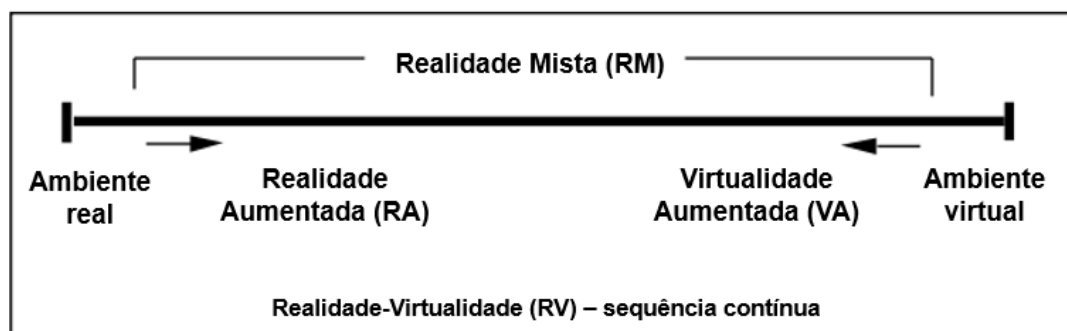 Realidade Mista (RM)
Ambiente
real
Realidade
Aumentada (RA)
Virtualidade
Aumentada (VA)
Ambiente
virtual
Realidade-Virtualidade (RV) – sequência contínua